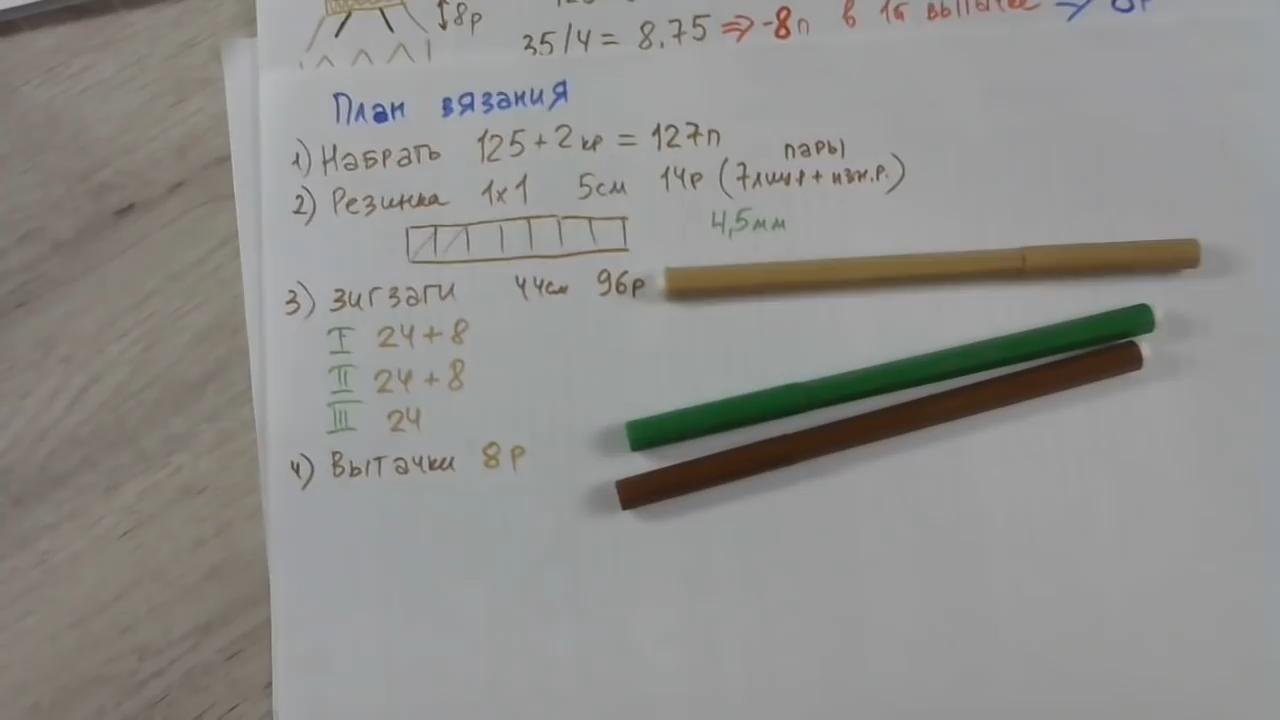 ↕8р
35/4 = 8.75 ⇒ -8п в 1й
План вязания
1) Набрать 125 + 2кр = 127п
пары
2) Резинка 1х1 5см 14р (7лиц.р + изн.р.)
4,5мм
3) зигзаги 44см 96р
I 24 + 8
II 24 + 8
III 24
4) Вытачки 8р